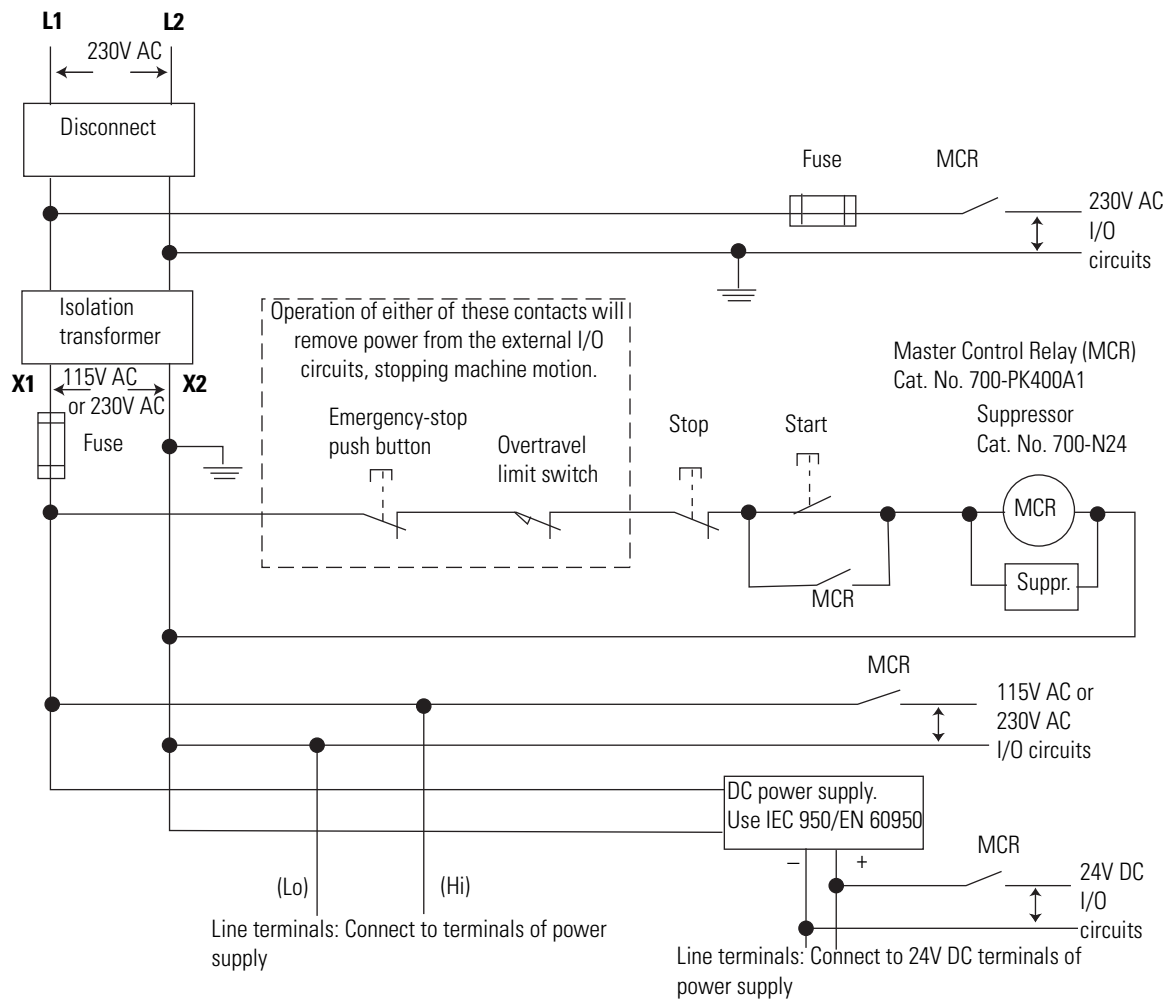 L1
L2
230V AC
Disconnect
Fuse
MCR
230V AC
I/O
circuits
Isolation
transformer
X1
115V AC
or 230V AC
X2
Fuse
Operation of either of these contacts will
remove power from the external I/O
circuits, stopping machine motion.
Emergency-stop
push button
Overtravel
limit switch
Stop
Start
Master Control Relay (MCR)
Cat. No. 700-PK400A1
Suppressor
Cat. No. 700-N24
MCR
Suppr.
MCR
MCR
115V AC or
230V AC
I/O circuits
DC power supply.
Use IEC 950/EN 60950
–
+
MCR
24V DC
I/O
circuits
(Lo)
(Hi)
Line terminals: Connect to terminals of power
supply
Line terminals: Connect to 24V DC terminals of
power supply